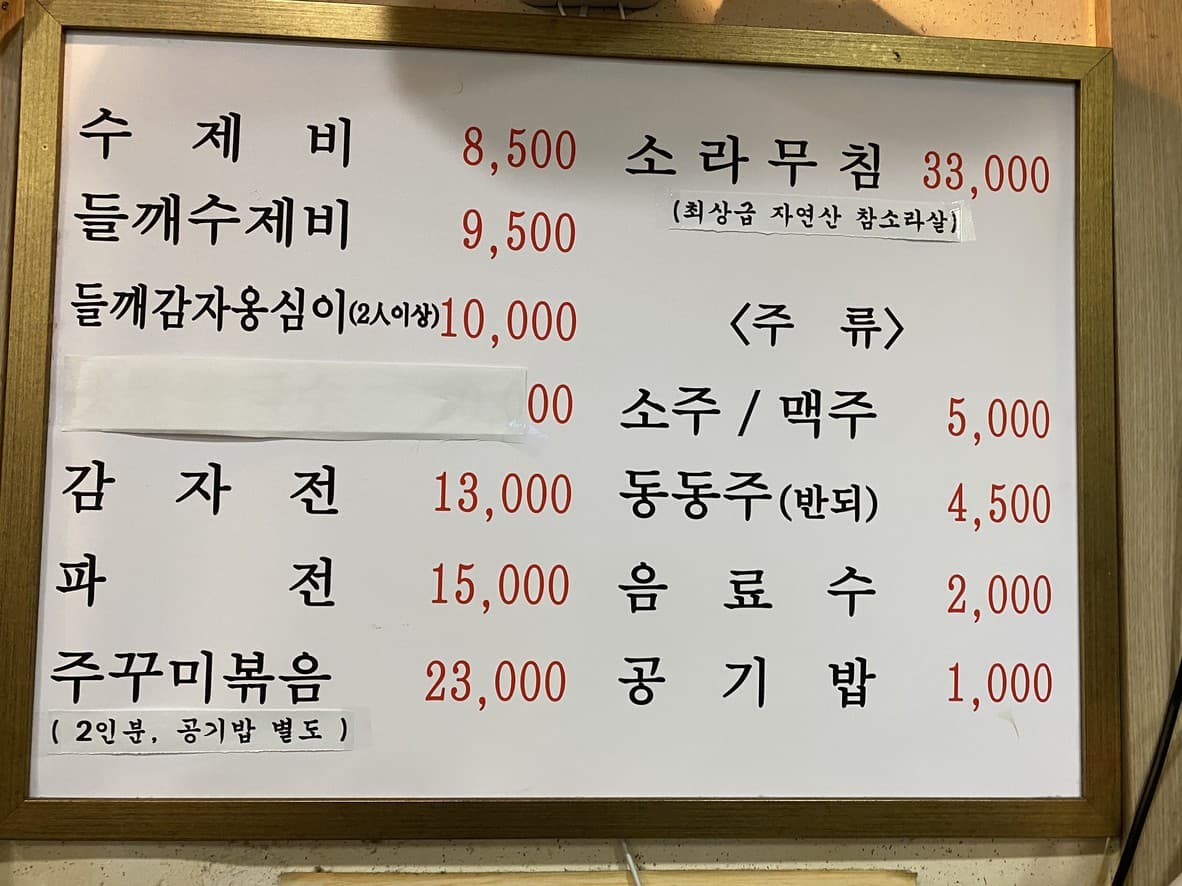 수 제 비 8,500
들깨수제비 9,500
들깨감자옹심이(2人이상) 10,000
00
감 자 전 13,000
파 전 15,000
주꾸미볶음 23,000
( 2인분, 공기밥 별도 )
소라무침 33,000
(최상급 자연산 참소라살)
<주 류>
소주 / 맥주 5,000
동동주(반되) 4,500
음 료 수 2,000
공 기 밥 1,000